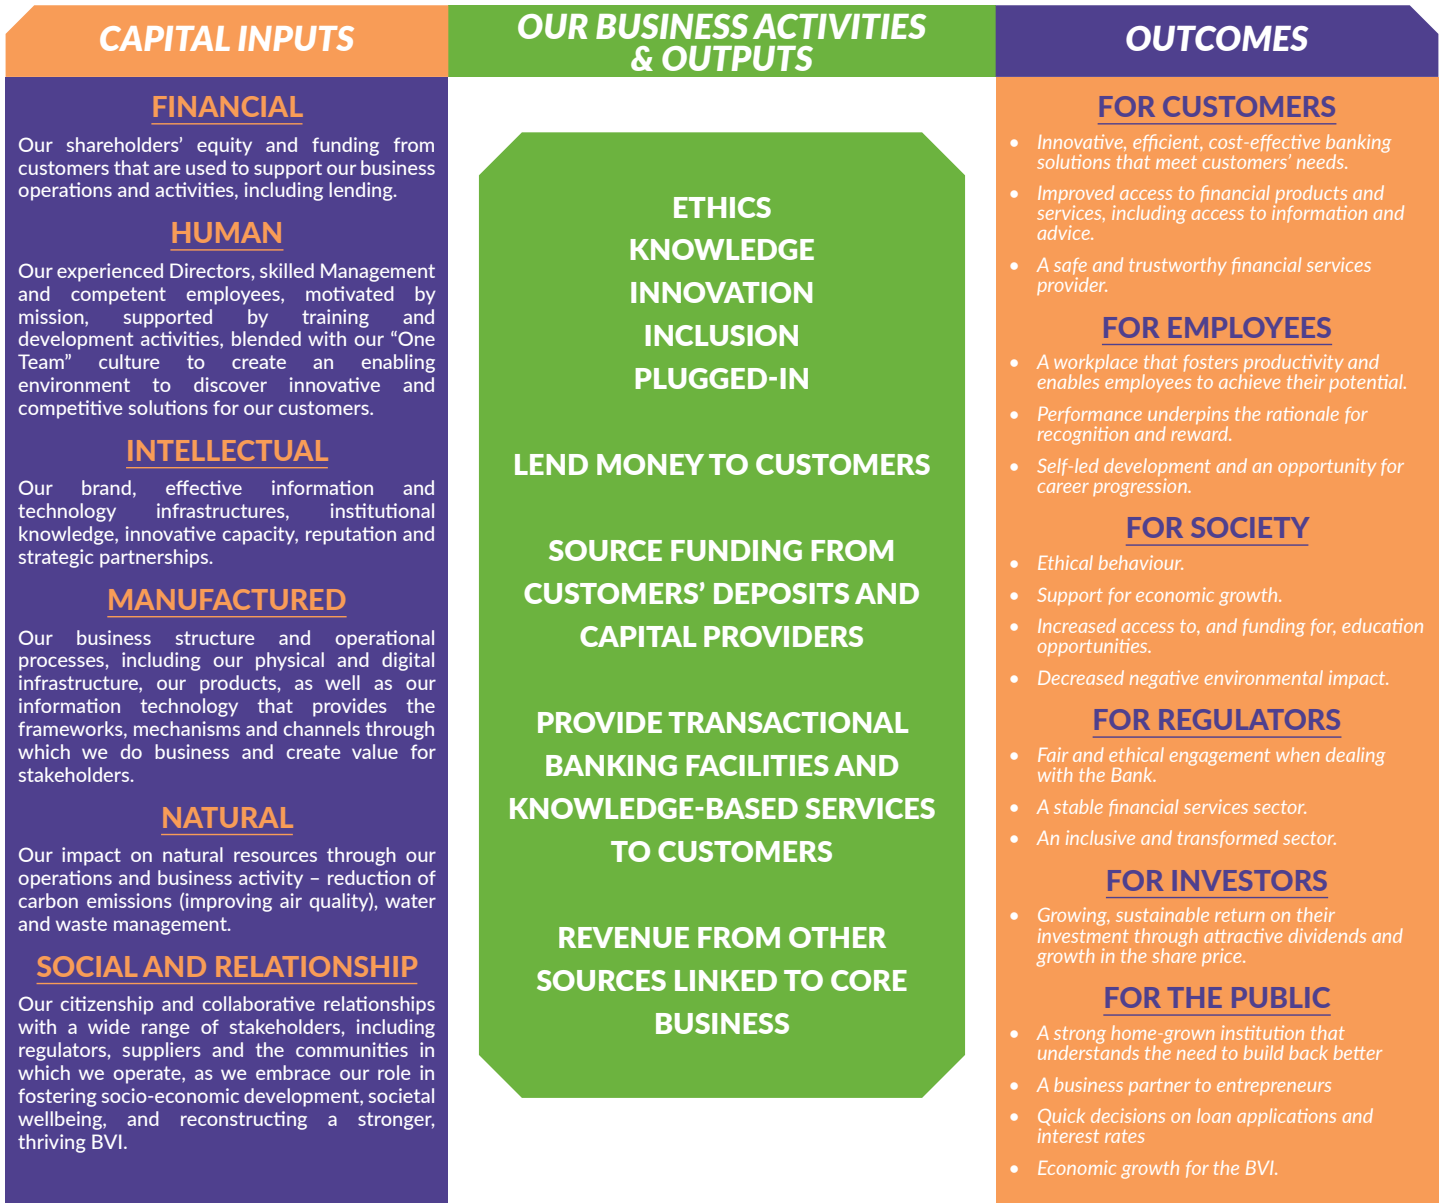 CAPITAL INPUTS
FINANCIAL
Our shareholders’ equity and funding from
customers that are used to support our business
operations and activities, including lending.
HUMAN
Our experienced Directors, skilled Management
and competent employees, motivated by
mission, supported by training and
development activities, blended with our “One
Team” culture to create an enabling
environment to discover innovative and
competitive solutions for our customers.
INTELLECTUAL
Our brand, effective information and
technology infrastructures, institutional
knowledge, innovative capacity, reputation and
strategic partnerships.
MANUFACTURED
Our business structure and operational
processes, including our physical and digital
infrastructure, our products, as well as our
information technology that provides the
frameworks, mechanisms and channels through
which we do business and create value for
stakeholders.
NATURAL
Our impact on natural resources through our
operations and business activity – reduction of
carbon emissions (improving air quality), water
and waste management.
SOCIAL AND RELATIONSHIP
Our citizenship and collaborative relationships
with a wide range of stakeholders, including
regulators, suppliers and the communities in
which we operate, as we embrace our role in
fostering socio-economic development, societal
wellbeing, and reconstructing a stronger,
thriving BVI.
OUR BUSINESS ACTIVITIES
& OUTPUTS
ETHICS
KNOWLEDGE
INNOVATION
INCLUSION
PLUGGED-IN
LEND MONEY TO CUSTOMERS
SOURCE FUNDING FROM
CUSTOMERS’ DEPOSITS AND
CAPITAL PROVIDERS
PROVIDE TRANSACTIONAL
BANKING FACILITIES AND
KNOWLEDGE-BASED SERVICES
TO CUSTOMERS
REVENUE FROM OTHER
SOURCES LINKED TO CORE
BUSINESS
OUTCOMES
FOR CUSTOMERS
• Innovative, efficient, cost-effective banking
solutions that meet customers’ needs.
• Improved access to financial products and
services, including access to information and
advice.
• A safe and trustworthy financial services
provider.
FOR EMPLOYEES
• A workplace that fosters productivity and
enables employees to achieve their potential.
• Performance underpins the rationale for
recognition and reward.
• Self-led development and an opportunity for
career progression.
FOR SOCIETY
• Ethical behaviour.
• Support for economic growth.
• Increased access to, and funding for, education
opportunities.
• Decreased negative environmental impact.
FOR REGULATORS
• Fair and ethical engagement when dealing
with the Bank.
• A stable financial services sector.
• An inclusive and transformed sector.
FOR INVESTORS
• Growing, sustainable return on their
investment through attractive dividends and
growth in the share price.
FOR THE PUBLIC
• A strong home-grown institution that
understands the need to build back better
• A business partner to entrepreneurs
• Quick decisions on loan applications and
interest rates
• Economic growth for the BVI.